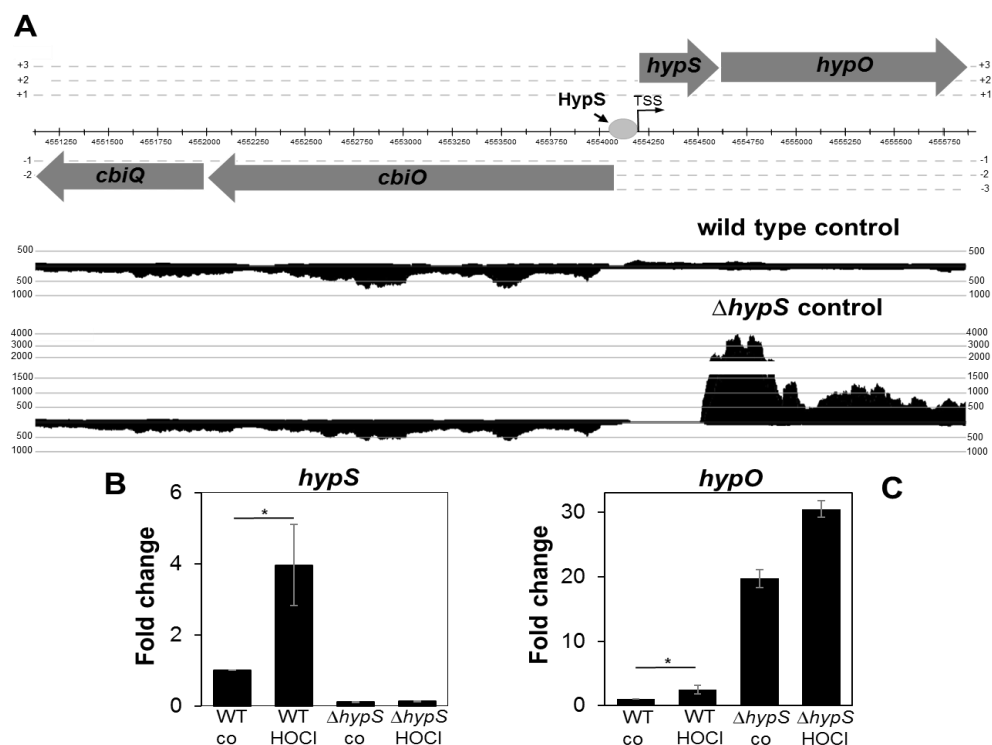 A
+3 hypS hypO +3
+2 +2
+1 HypS TSS +1
4551250 4551500 4551750 4552000 4552250 4552500 4552750 4553000 4553250 4553500 4553750 4554000 4554250 4554500 4554750 4555000 4555250 4555500 4555750
-1 -1
-2 cbiQ cbiO -2
-3
wild type control
500 500
500 500
1000 1000
ΔhypS control
4000 4000
3000 3000
2000 2000
1500 1500
1000 1000
500 500
500 500
1000 1000
B hypS
Fold change
6
4
2
0
WT co
WT HOCl
ΔhypS co
ΔhypS HOCl
hypO C
Fold change
30
20
10
0
WT co
WT HOCl
ΔhypS co
ΔhypS HOCl
*
*